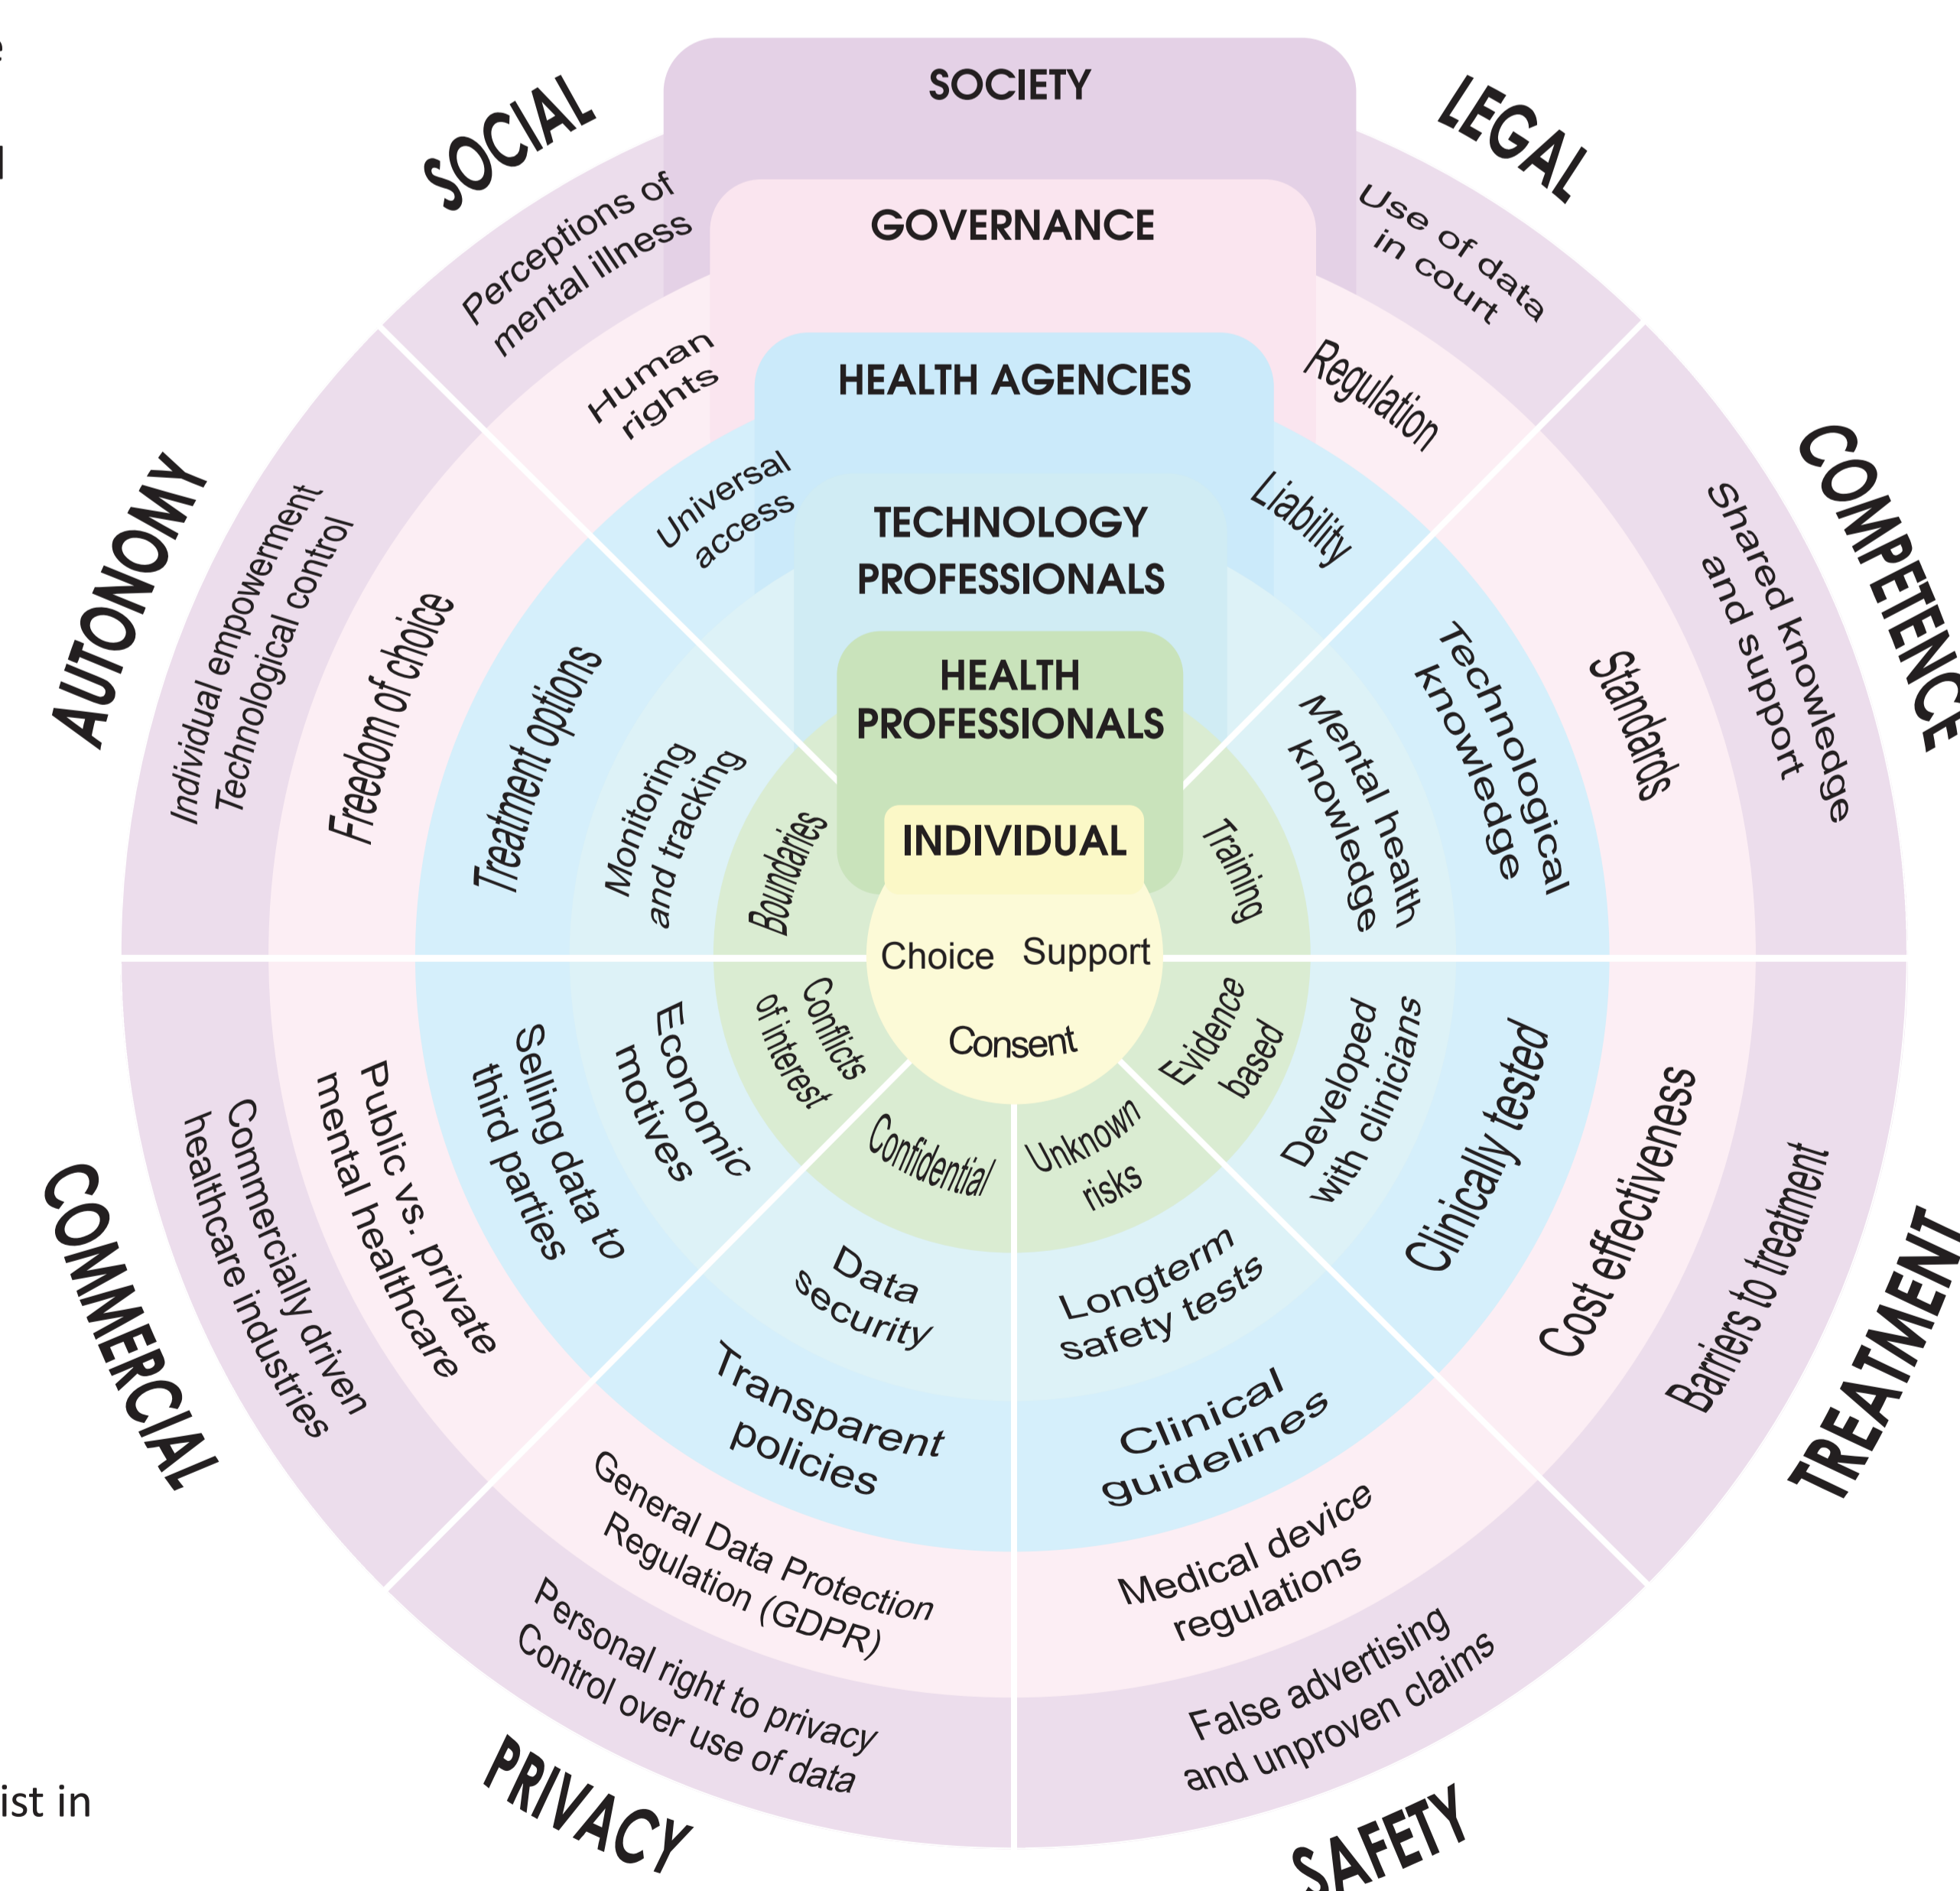 SOCIETY
GOVERNANCE
HEALTH AGENCIES
TECHNOLOGY
PROFESSIONALS
HEALTH
PROFESSIONALS
INDIVIDUAL
Choice
Support
Consent
SOCIAL
Perceptions of
mental illness
Human
rights
Universal
access
LEGAL
Use of data
in court
Regulation
Liability
COMPETENCE
Shared knowledge
and support
Standards
Technological
knowledge
Mental health
knowledge
Training
TREATMENT
Barriers to treatment
Cost effectiveness
Clinically tested
Developed
with clinicians
Evidence
based
SAFETY
False advertising
and unproven claims
Medical device
regulations
Clinical
guidelines
Longterm
safety tests
Unknown
risks
PRIVACY
Personal right to privacy
Control over use of data
General Data Protection
Regulation (GDPR)
Transparent
policies
Data
security
Confidential
COMMERCIAL
Commercially driven
healthcare industries
Public vs. private
mental healthcare
Selling data to
third parties
Economic
motives
Conflicts
of interest
AUTONOMY
Individual empowerment
Technological control
Freedom of choice
Treatment options
Monitoring
and tracking
Boundaries
ist in